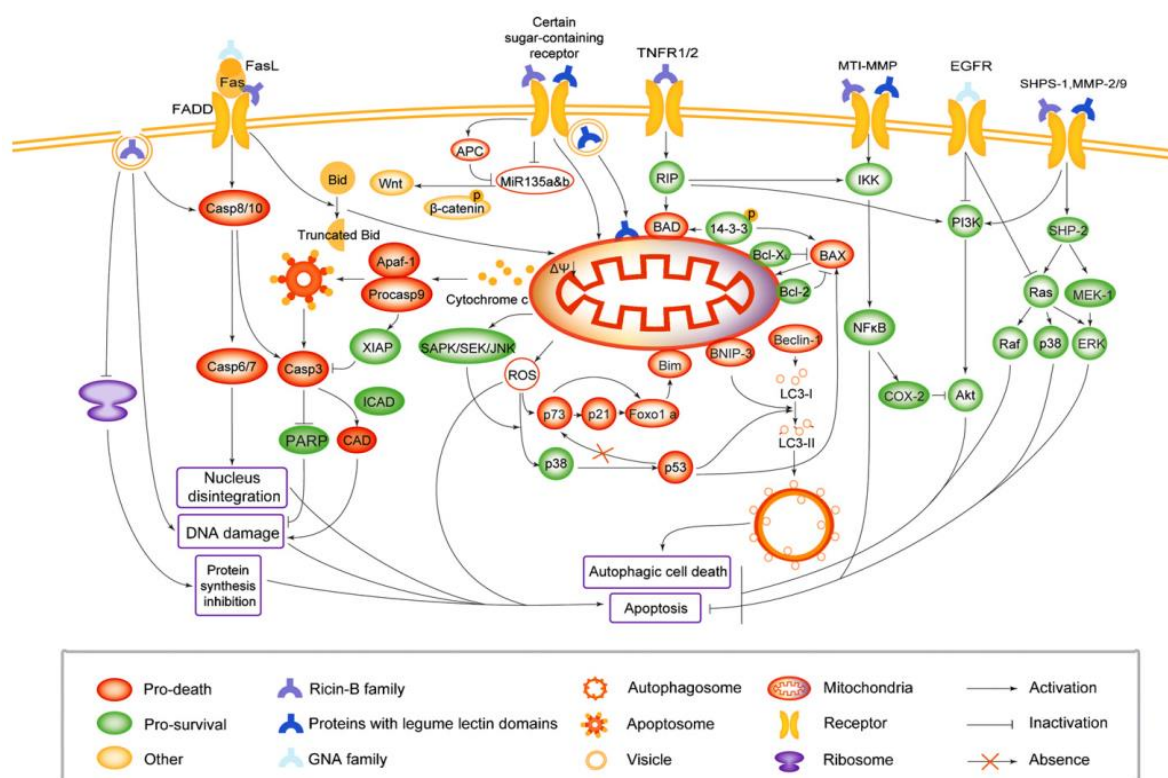 Certain
sugar-containing
receptor
TNFR1/2
FasL
Fas
FADD
MTI-MMP
EGFR
SHPS-1,MMP-2/9
APC
MiR135a&b
Wnt
β-catenin
p
Bid
Truncated Bid
Casp8/10
RIP
IKK
PI3K
SHP-2
BAD
14-3-3
p
Bcl-X
BAX
Bcl-2
ΔΨ
Apaf-1
Procasp9
Cytochrome c
Ras
MEK-1
Raf
p38
ERK
NFκB
XIAP
SAPK/SEK/JNK
Beclin-1
BNIP-3
Bim
Casp6/7
Casp3
ROS
LC3-I
COX-2
Akt
ICAD
p73
p21
Foxo1 a
PARP
CAD
LC3-II
p38
p53
Nucleus
disintegration
DNA damage
Protein
synthesis
inhibition
Autophagic cell death
Apoptosis
Pro-death
Ricin-B family
Autophagosome
Mitochondria
Activation
Pro-survival
Proteins with legume lectin domains
Apoptosome
Receptor
Inactivation
Other
GNA family
Visicle
Ribosome
Absence